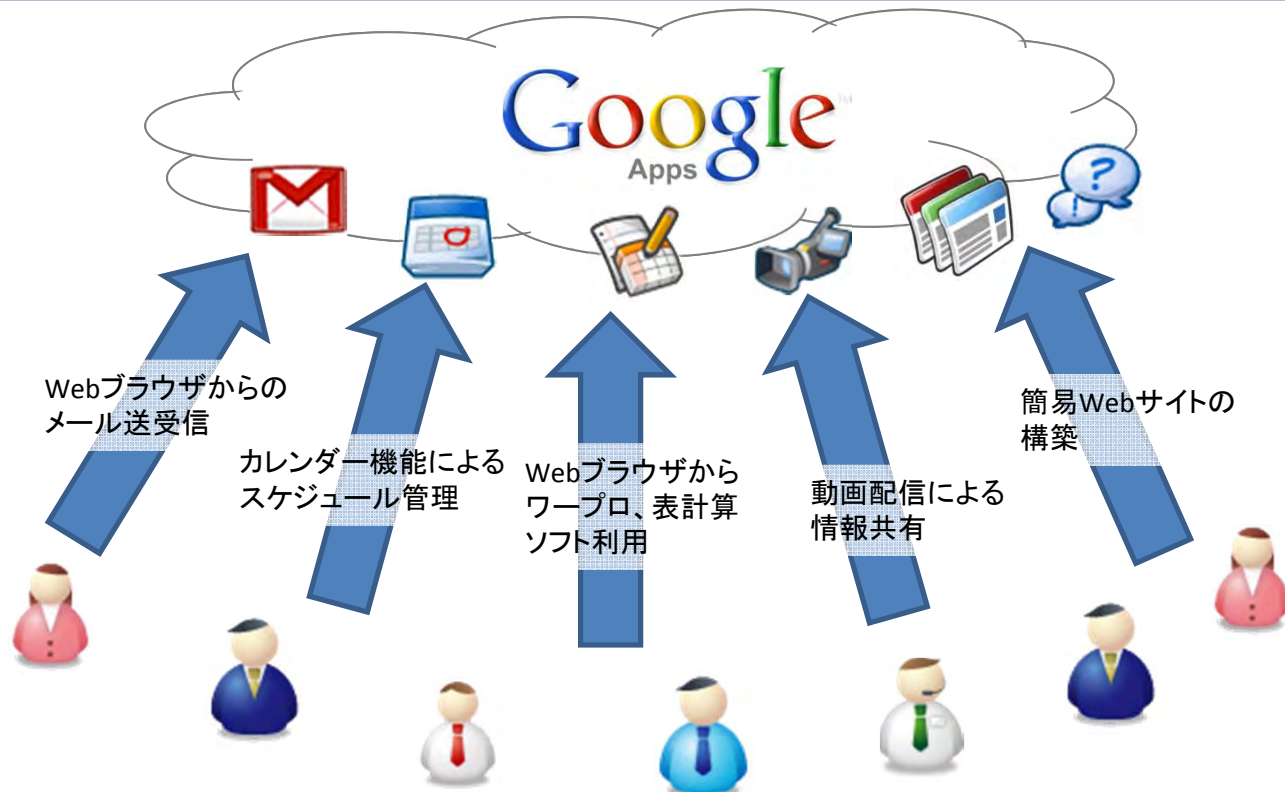 Google
TM
Apps
Webブラウザからの
メール送受信
カレンダー機能による
スケジュール管理
Webブラウザから
ワープロ、表計算
ソフト利用
動画配信による
情報共有
簡易Webサイトの
構築